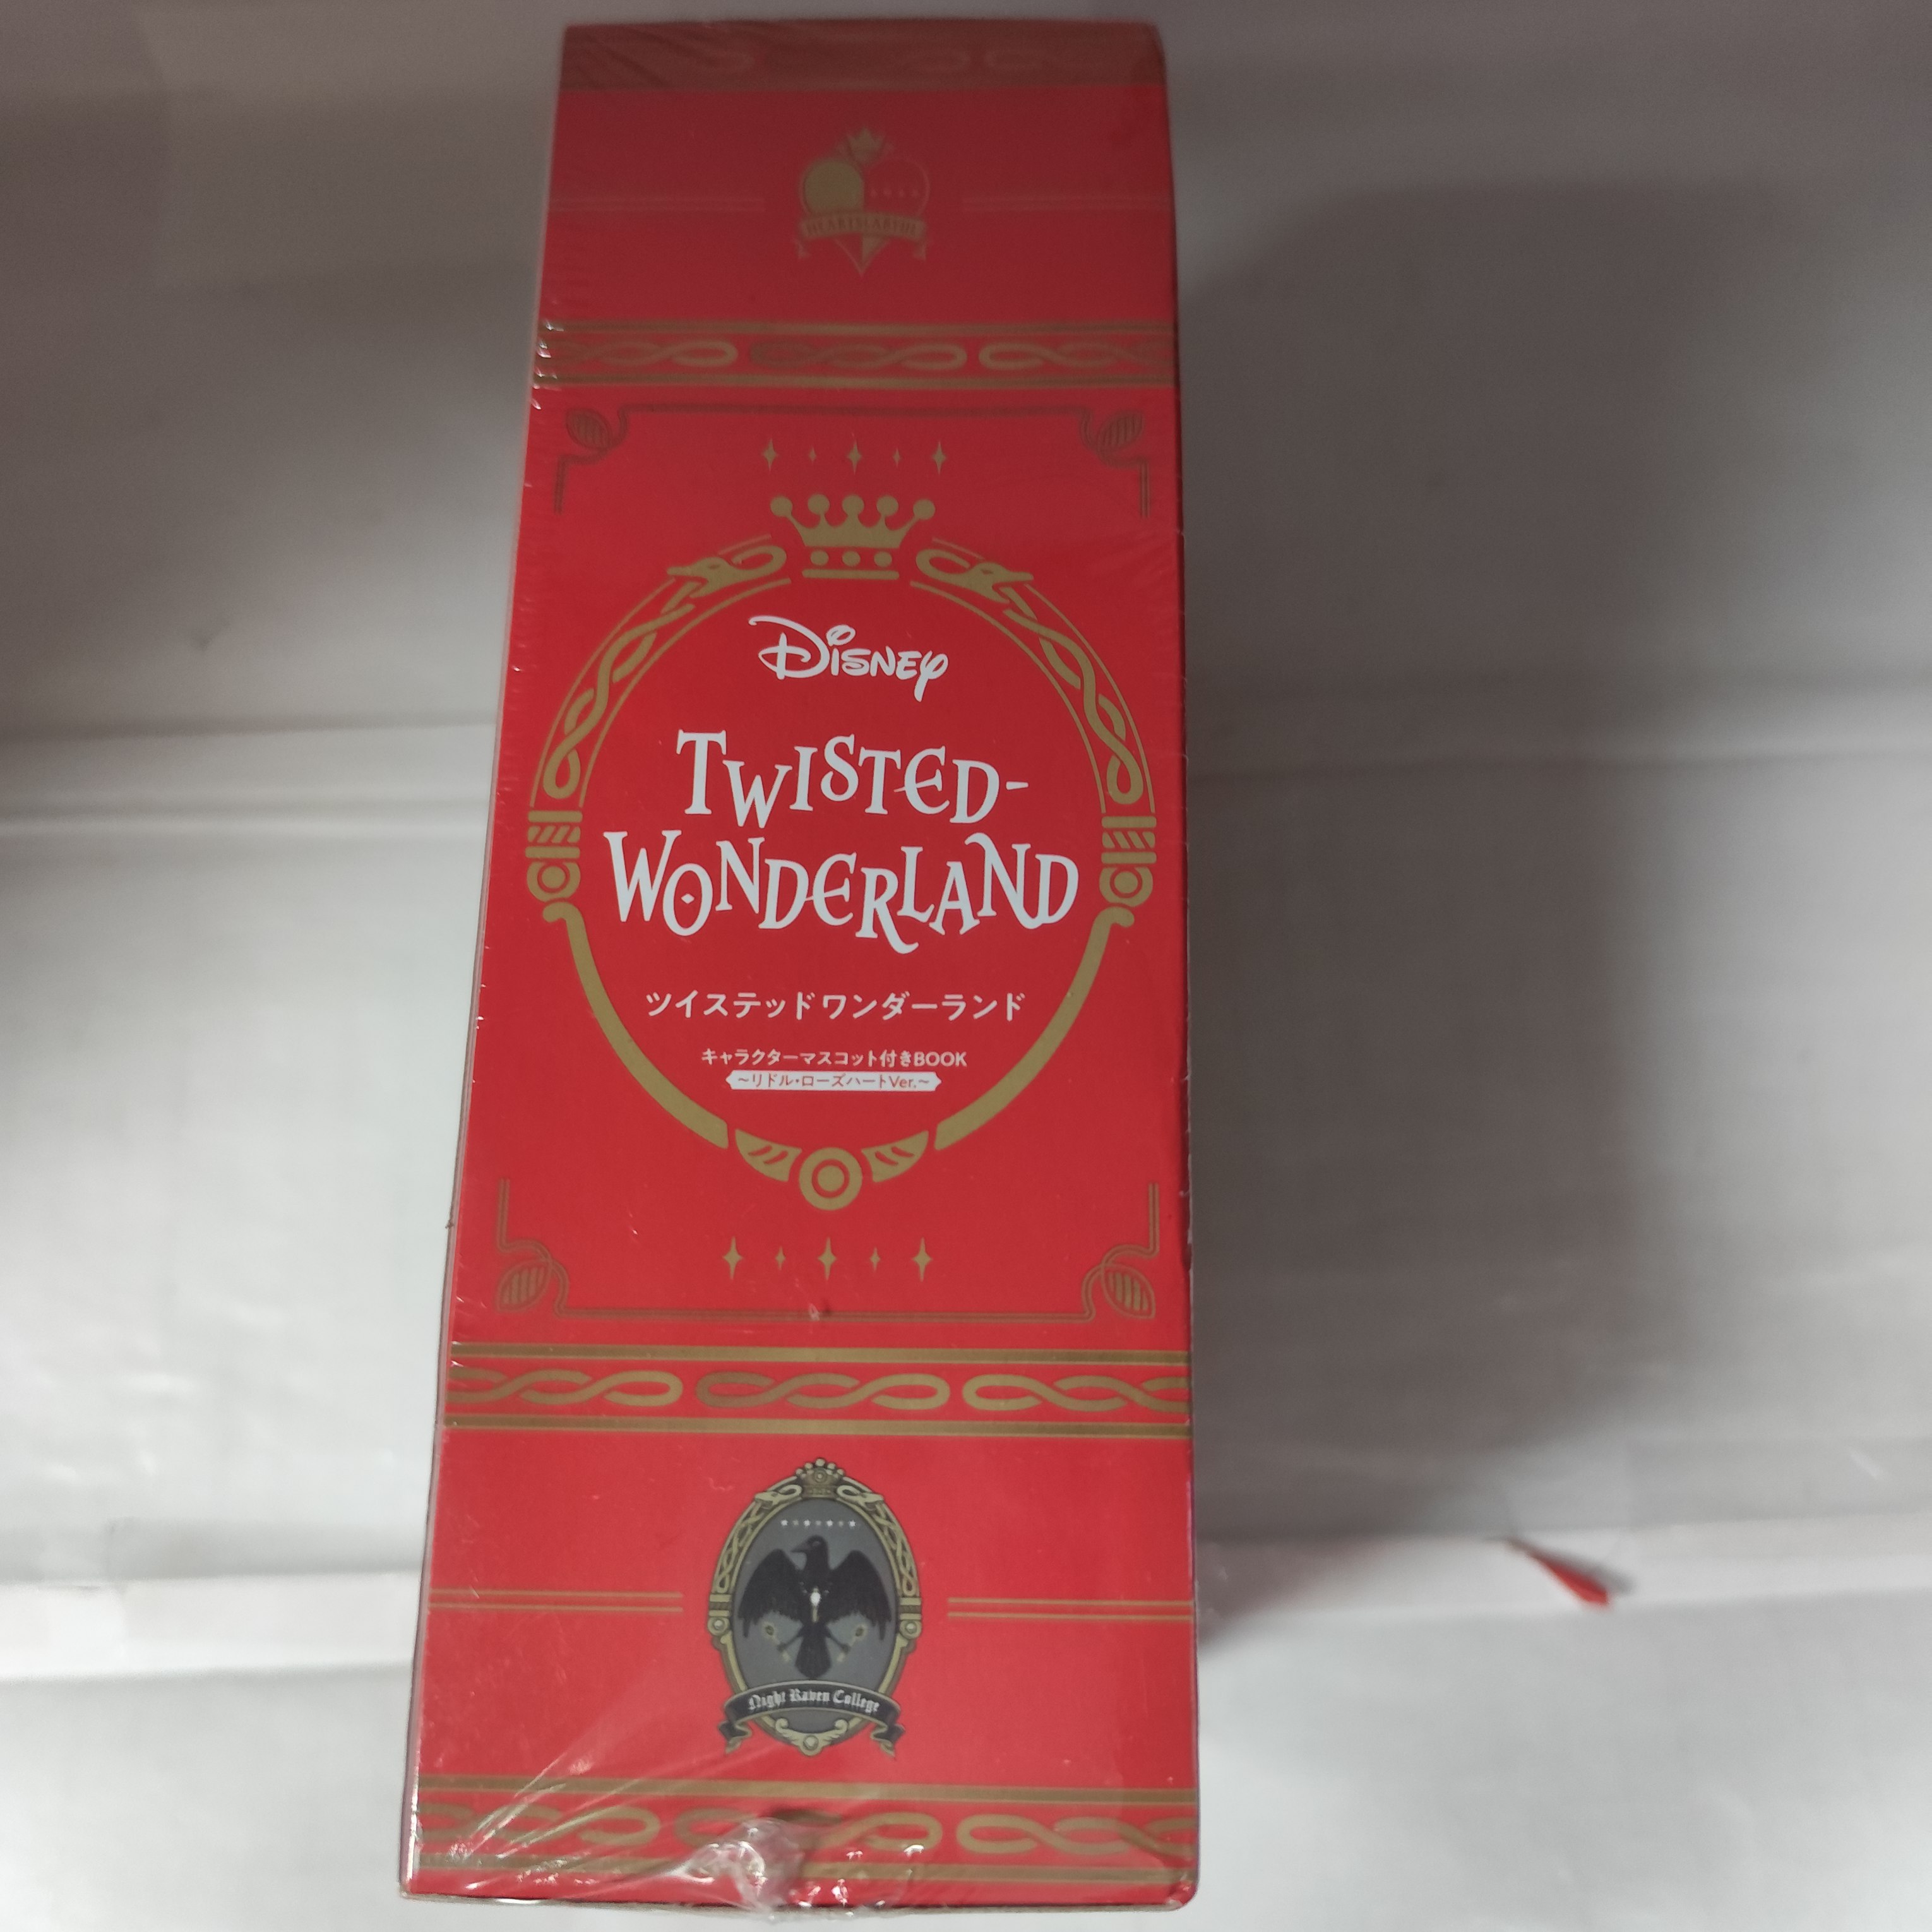 HEARTSLABYUL
Disney
TWISTED-
WONDERLAND
ツイステッドワンダーランド
キャラクターマスコット付きBOOK
~リドル・ローズハートVer.~
Night Raven College